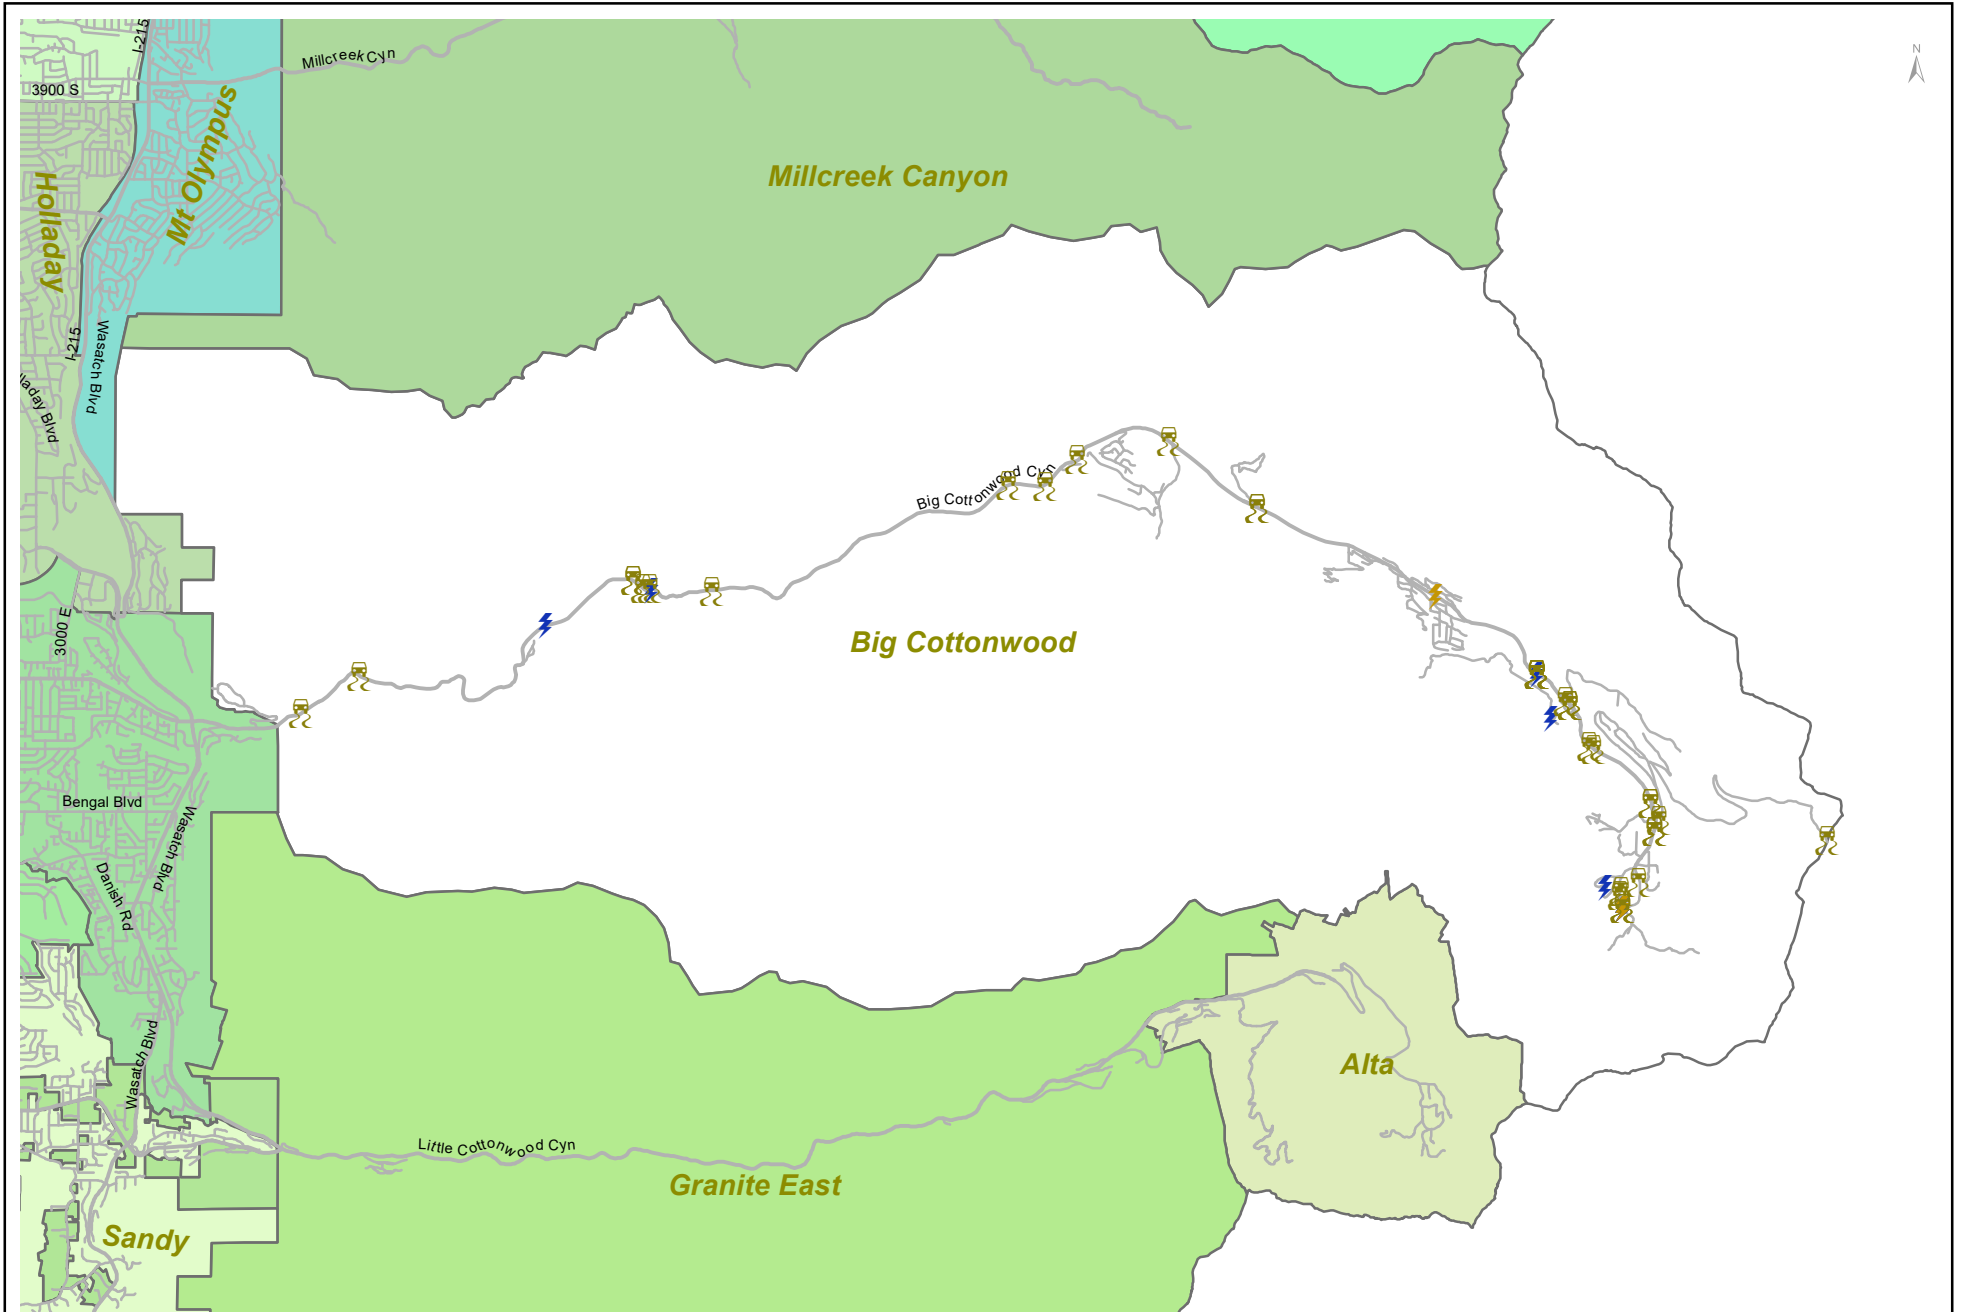 I-215
N
Millcreek Cyn
3900 S
Mt Olympus
Millcreek Canyon
Holladay
I-215
Wasatch Blvd
lladay Blvd
Big Cottonwood Cyn
3000 E
Big Cottonwood
Bengal Blvd
Wasatch Blvd
Danish Rd
Wasatch Blvd
Alta
Little Cottonwood Cyn
Granite East
Sandy